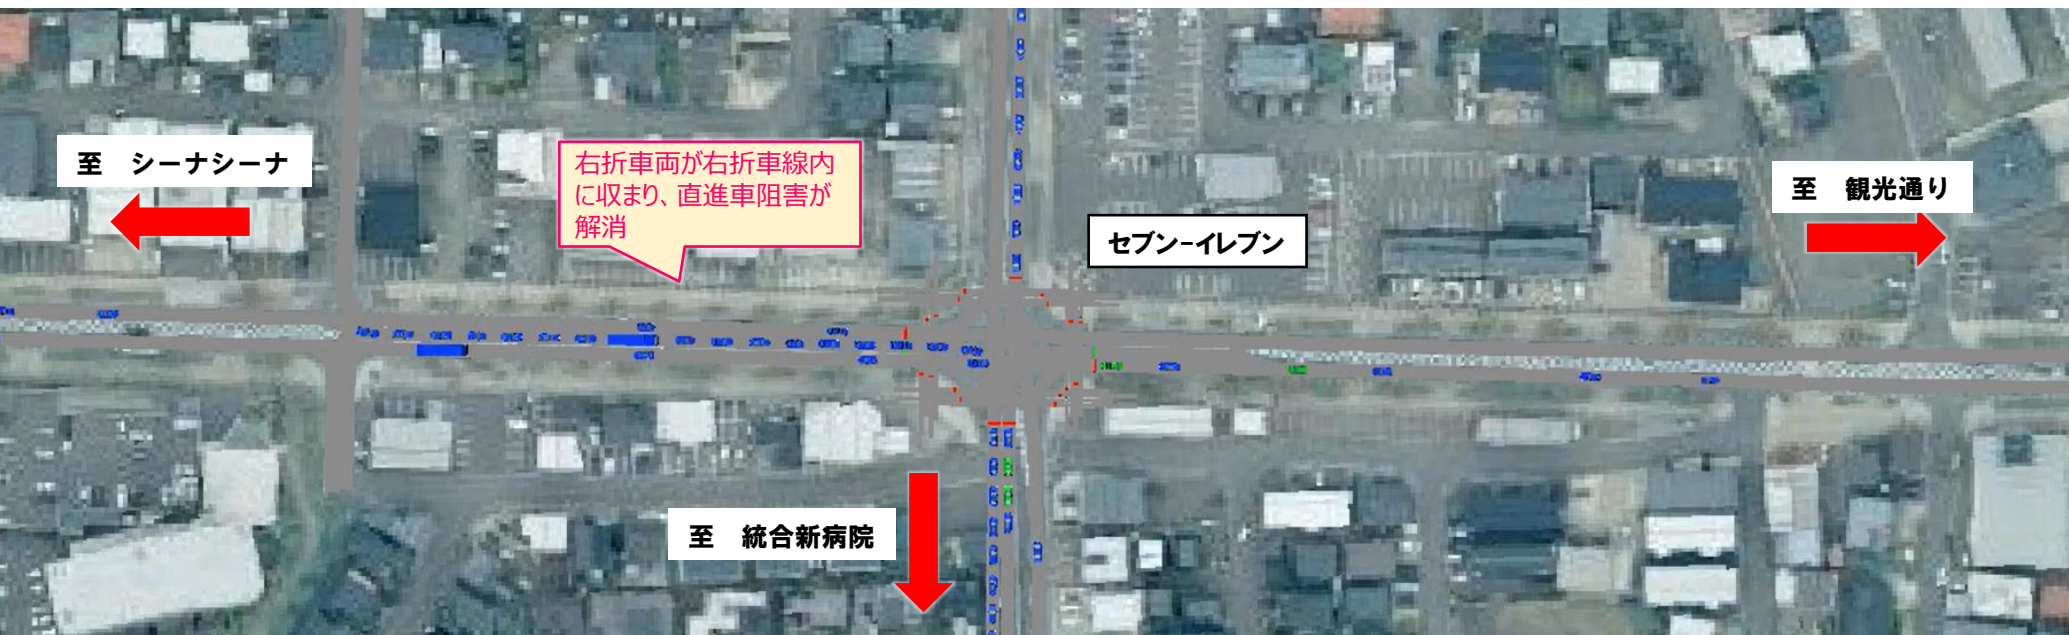 至　シーナシーナ
右折車両が右折車線内
に収まり、直進車阻害が
解消
至　観光通り
セブン-イレブン
至　統合新病院